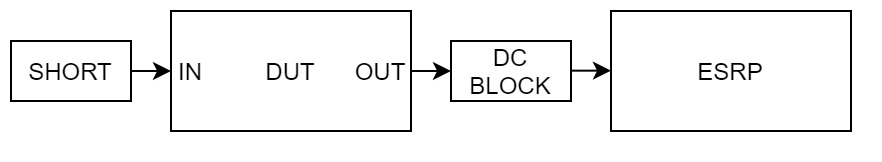 SHORT
IN
DUT
OUT
DC
BLOCK
ESRP